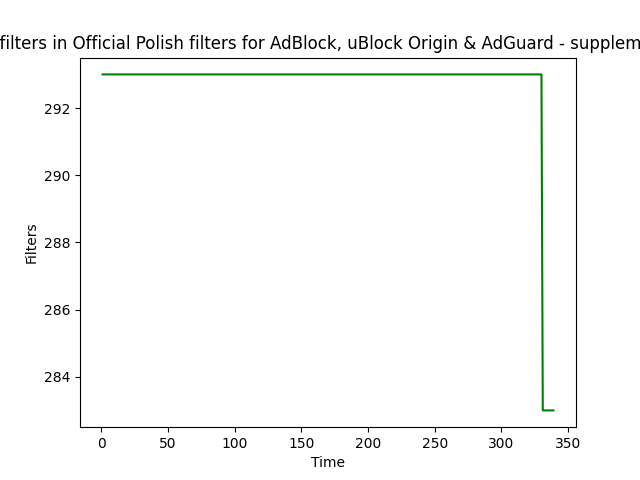 filters in Official Polish filters for AdBlock, uBlock Origin & AdGuard - supplem
292
290
288
286
284
Filters
0 50 100 150 200 250 300 350
Time